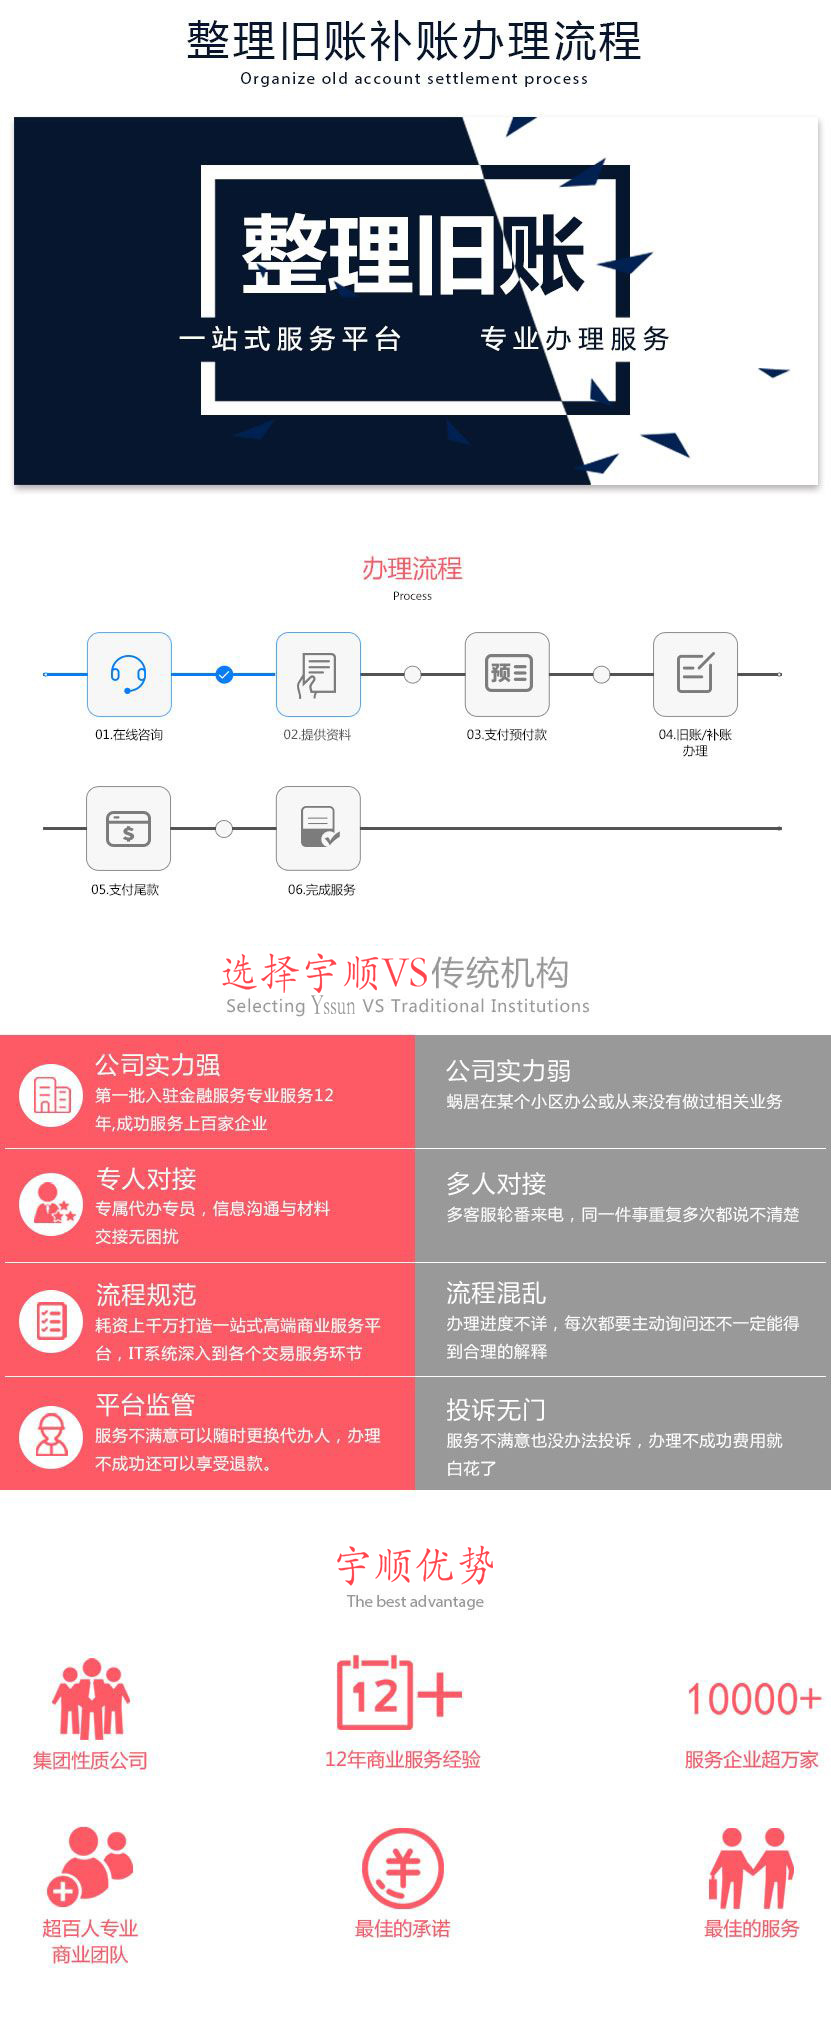 整理旧账补账办理流程
Organize old account settlement process
整理旧账
一站式服务平台 专业办理服务
办理流程
Process
预
01.在线咨询 02.提供资料 03.支付预付款 04.旧账/补账
办理
$
05.支付尾款 06.完成服务
选择宇顺VS传统机构
Selecting Yssun VS Traditional Institutions
公司实力强
第一批入驻金融服务专业服务12
年,成功服务上百家企业
公司实力弱
蜗居在某个小区办公或从来没有做过相关业务
专人对接
专属代办专员，信息沟通与材料
交接无困扰
多人对接
多客服轮番来电，同一件事重复多次都说不清楚
流程规范
耗资上千万打造一站式高端商业服务平
台，IT系统深入到各个交易服务环节
流程混乱
办理进度不详，每次都要主动询问还不一定能得
到合理的解释
平台监管
服务不满意可以随时更换代办人，办理
不成功还可以享受退款。
投诉无门
服务不满意也没办法投诉，办理不成功费用就
白花了
宇顺优势
The best advantage
12+
10000+
集团性质公司 12年商业服务经验 服务企业超万家
超百人专业
商业团队
最佳的承诺
最佳的服务